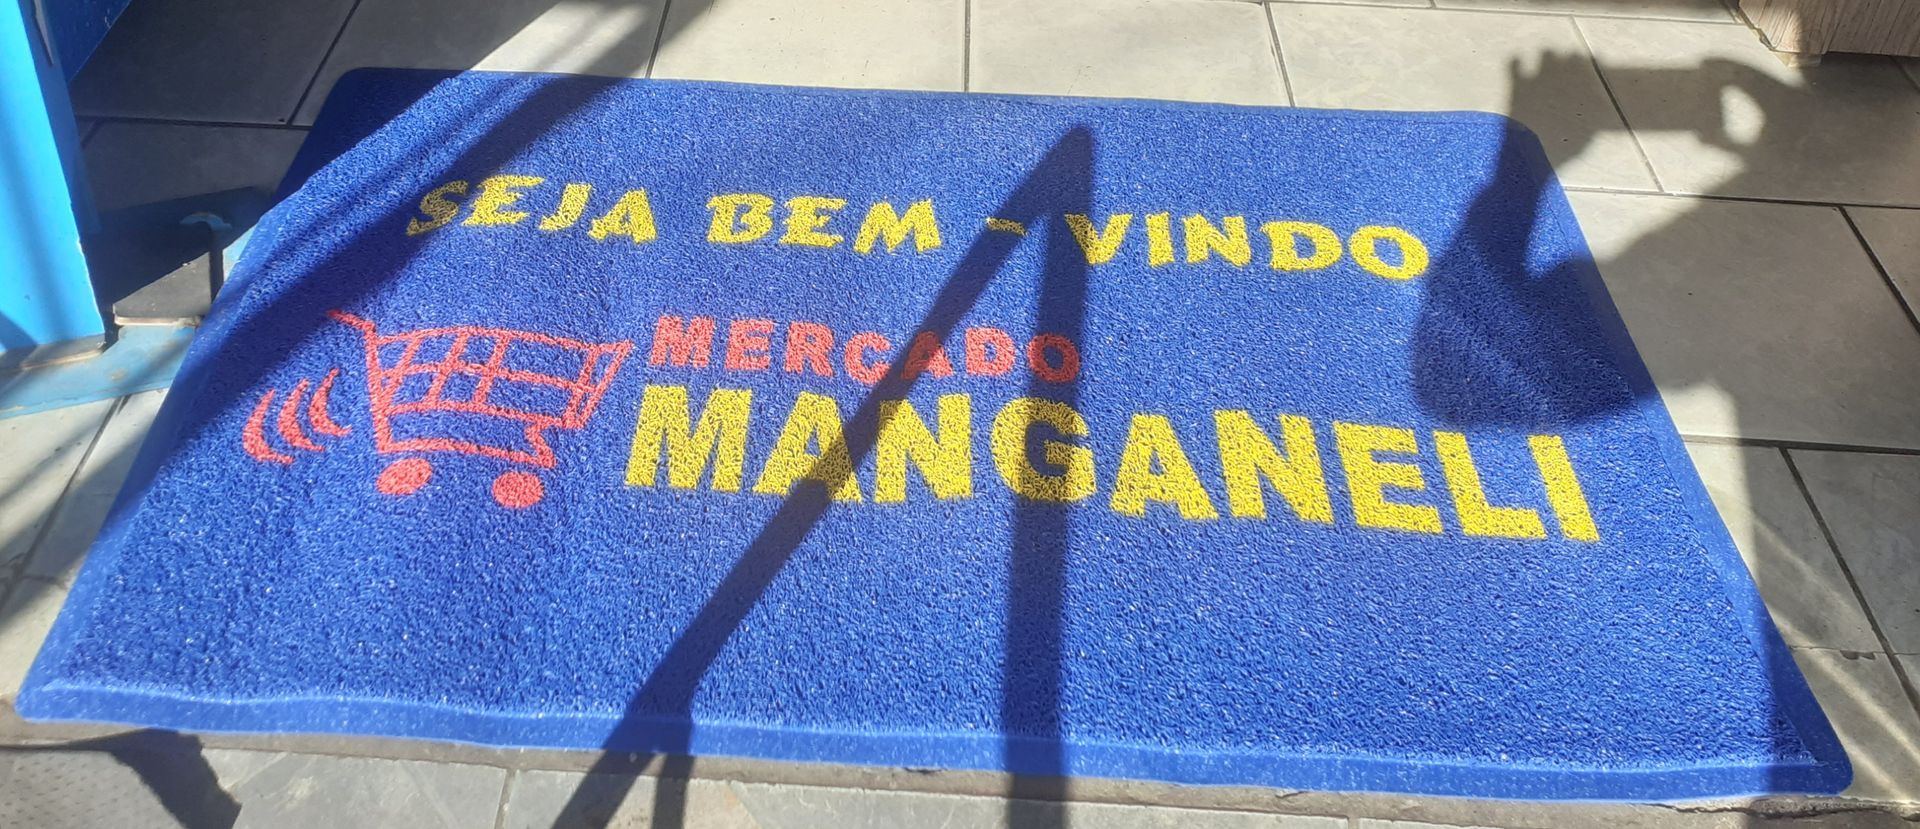 SEJA BEM - VINDO
MERCADO
MANGANELI